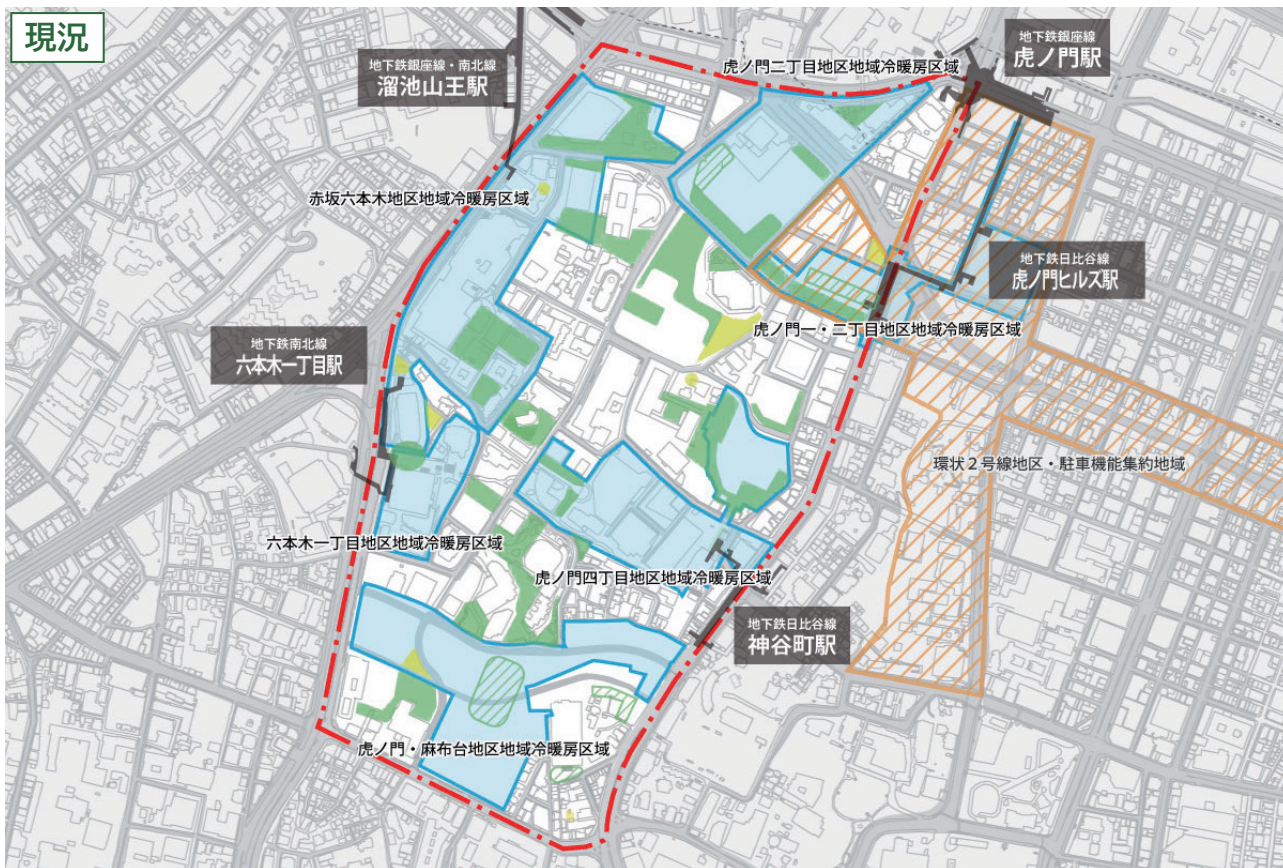 現況
地下鉄銀座線・南北線
溜池山王駅
虎ノ門二丁目地区地域冷暖房区域
地下鉄銀座線
虎ノ門駅
赤坂六本木地区地域冷暖房区域
地下鉄日比谷線
虎ノ門ヒルズ駅
虎ノ門一・二丁目地区地域冷暖房区域
地下鉄南北線
六本木一丁目駅
環状２号線地区・駐車機能集約地域
六本木一丁目地区地域冷暖房区域
虎ノ門四丁目地区地域冷暖房区域
地下鉄日比谷線
神谷町駅
虎ノ門・麻布台地区地域冷暖房区域